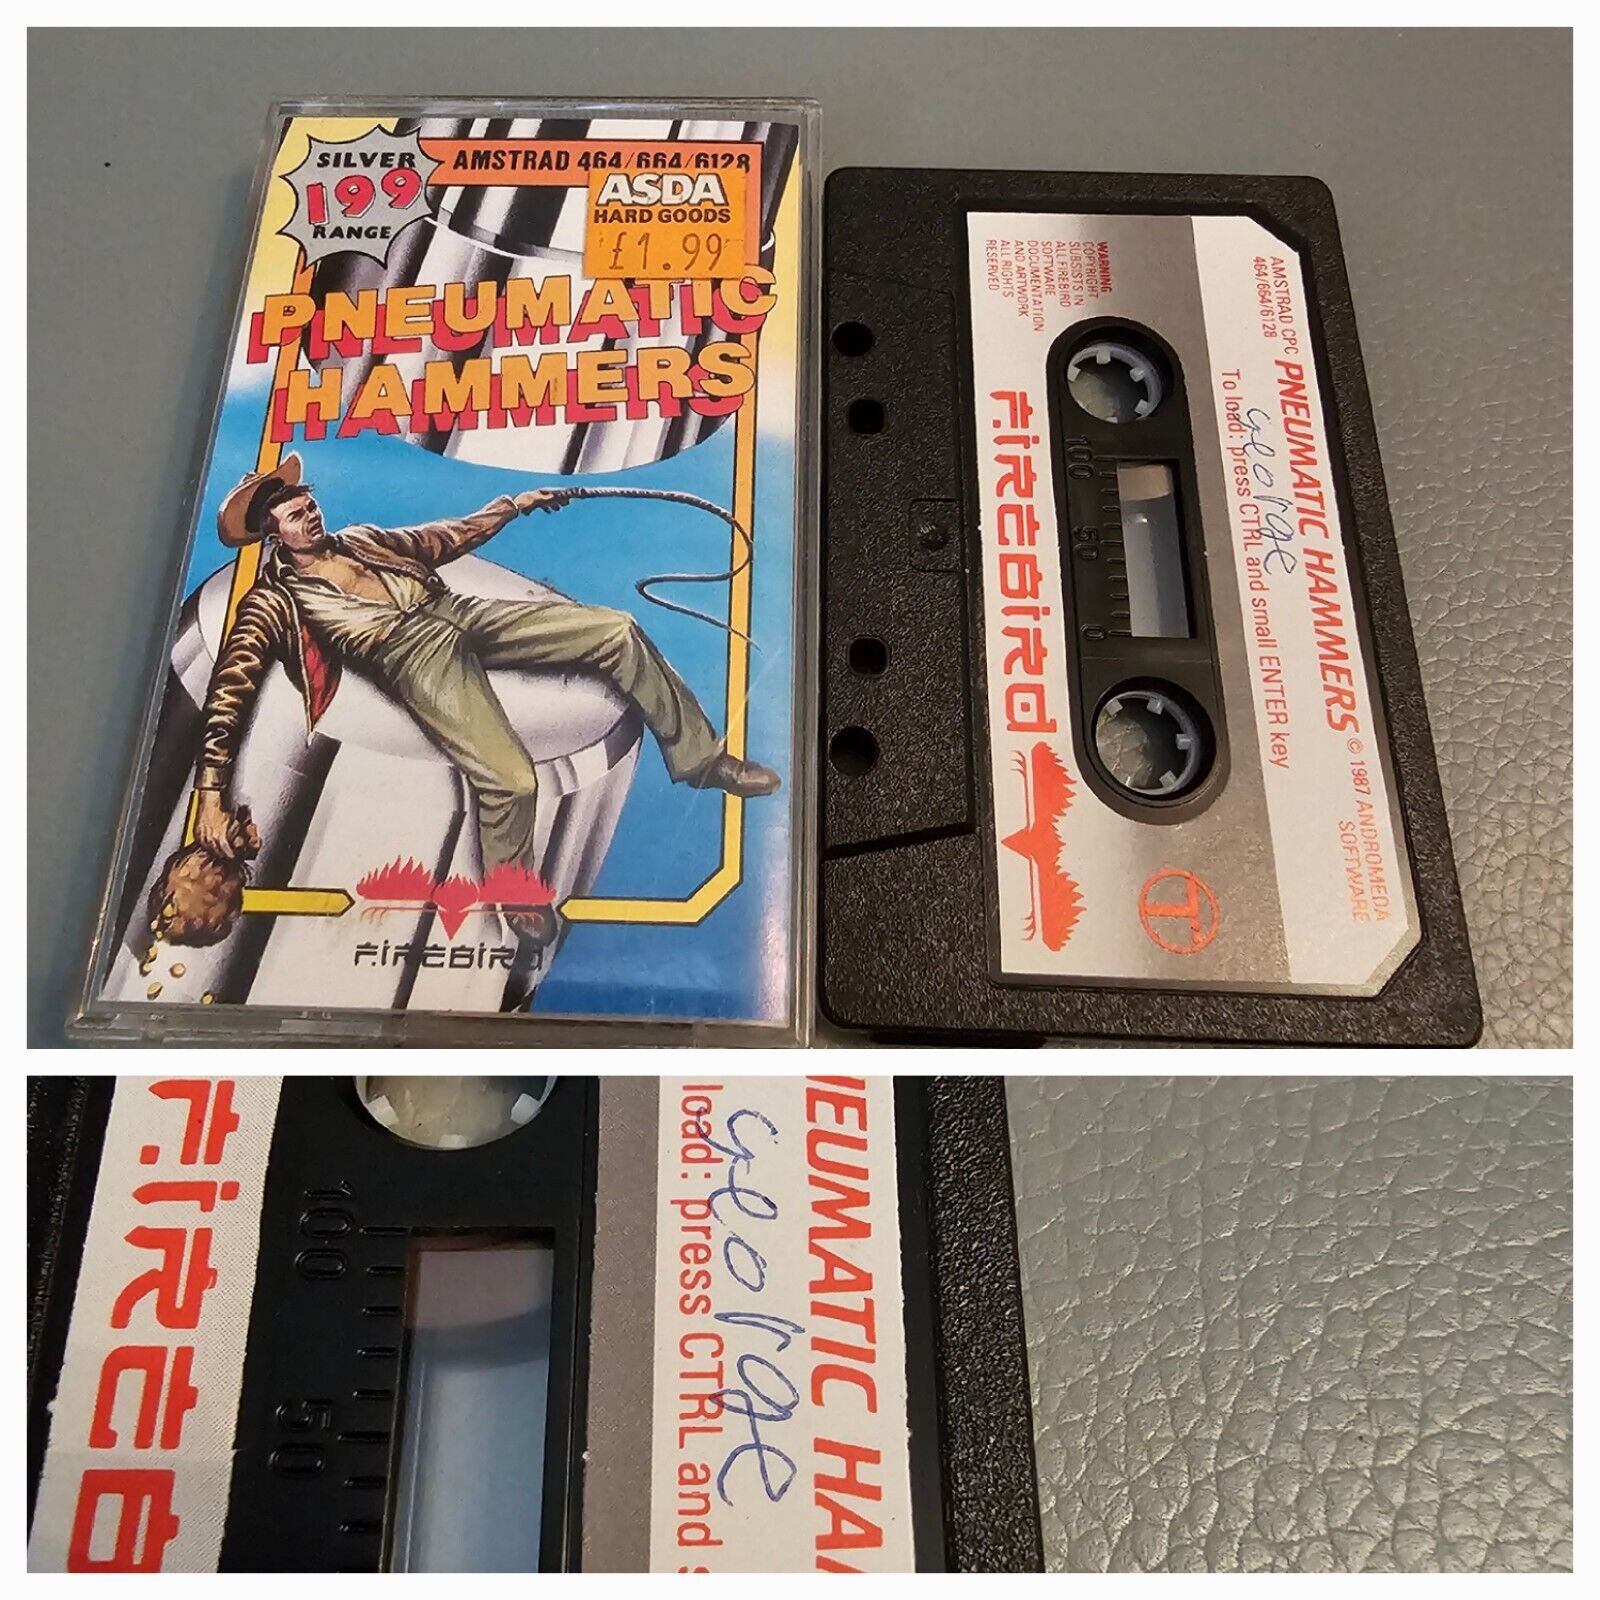 SILVER
199
RANGE
AMSTRAD 464/664/6128
ASDA
HARD GOODS
£1.99
PNEUMATIC
HAMMERS
FIREBIRD
AMSTRAD CPC
464/664/6128
PNEUMATIC HAMMERS © 1987 ANDROMEDA
SOFTWARE
George
To load: press CTRL and small ENTER key
WARNING
COPYRIGHT
SUBSISTS IN
ALL FIREBIRD
SOFTWARE
DOCUMENTATION
AND ARTWORK
ALL RIGHTS
RESERVED
100 50 0
FIREBIRD
T
NEUMATIC HA
George
load: press CTRL and s
100 50
FIREB